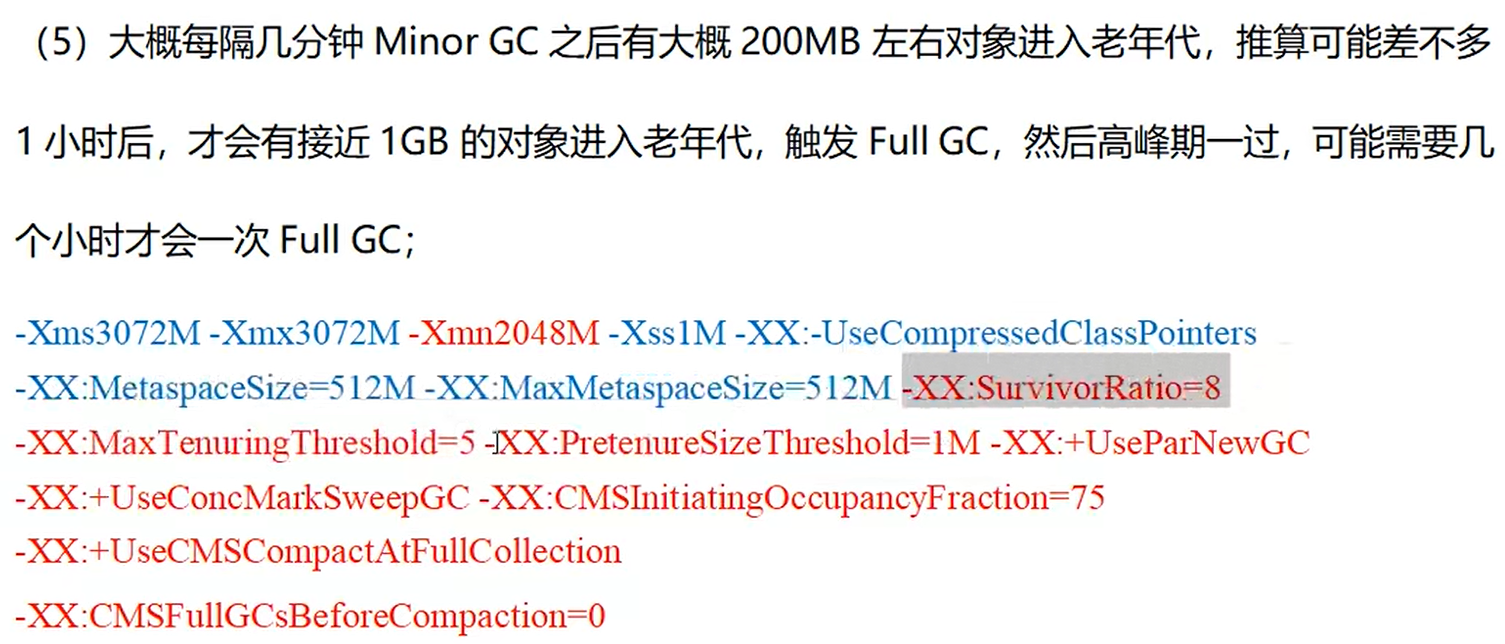 （5）大概每隔几分钟 Minor GC 之后有大概 200MB 左右对象进入老年代，推算可能差不多
1 小时后，才会有接近 1GB 的对象进入老年代，触发 Full GC，然后高峰期一过，可能需要几
个小时才会一次 Full GC；
-Xms3072M -Xmx3072M -Xmn2048M -Xss1M -XX:-UseCompressedClassPointers
-XX:MetaspaceSize=512M -XX:MaxMetaspaceSize=512M -XX:SurvivorRatio=8
-XX:MaxTenuringThreshold=5 -XX:PretenureSizeThreshold=1M -XX:+UseParNewGC
-XX:+UseConcMarkSweepGC -XX:CMSInitiatingOccupancyFraction=75
-XX:+UseCMSCompactAtFullCollection
-XX:CMSFullGCsBeforeCompaction=0